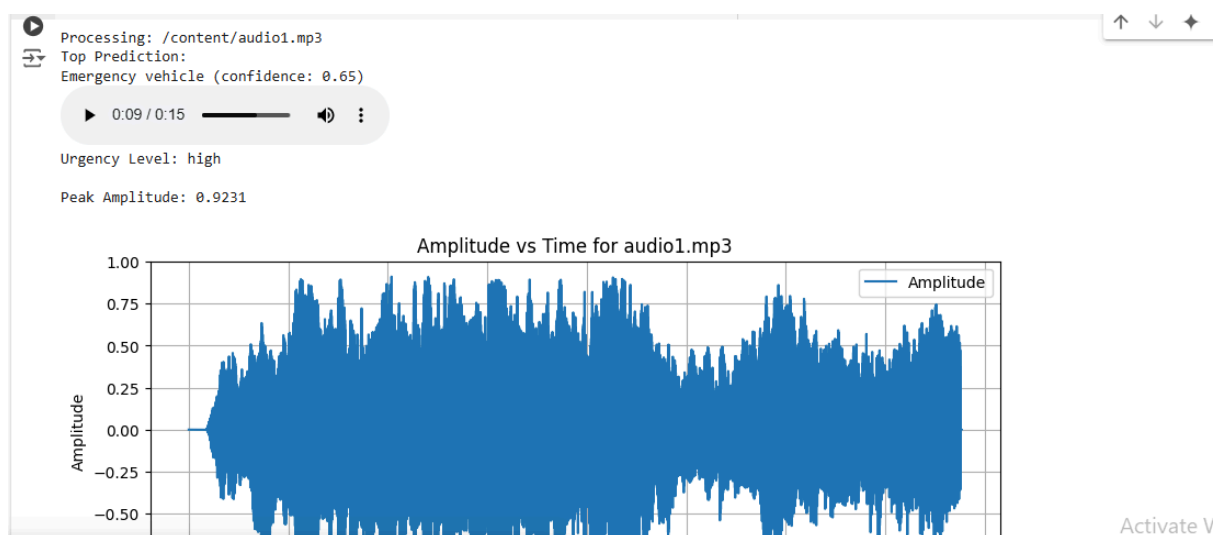 Processing: /content/audio1.mp3
Top Prediction:
Emergency vehicle (confidence: 0.65)
0:09 / 0:15
Urgency Level: high
Peak Amplitude: 0.9231
Amplitude vs Time for audio1.mp3
1.00
Amplitude
0.75
0.50
0.25
0.00
−0.25
−0.50
Amplitude
Activate